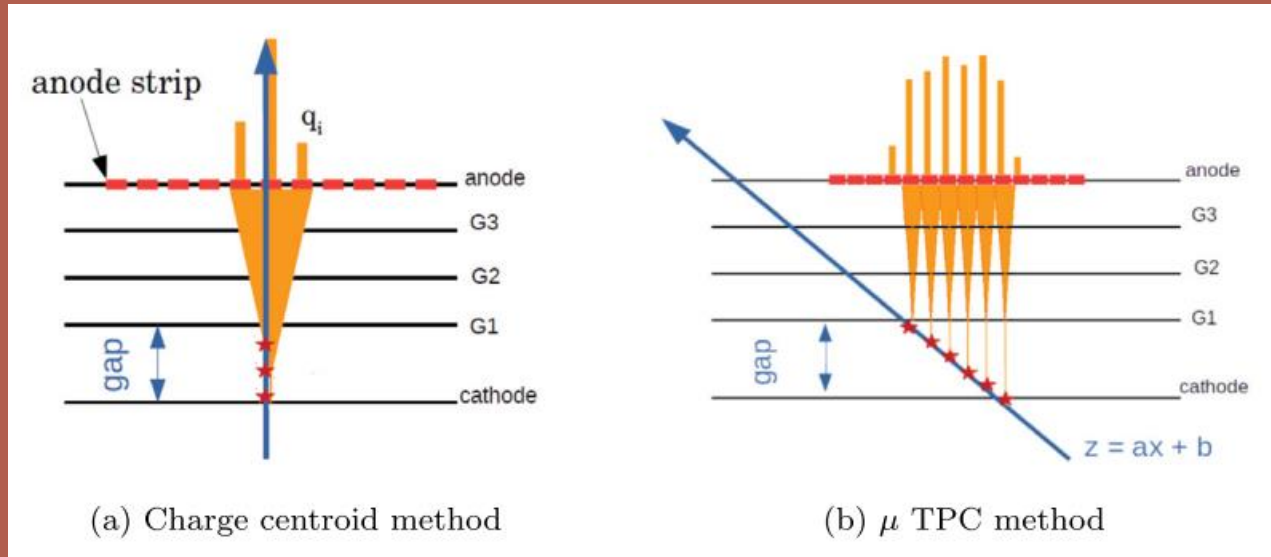 anode strip
qi
anode
G3
G2
G1
gap
cathode
(a) Charge centroid method
anode
G3
G2
G1
gap
cathode
z = ax + b
(b) μ TPC method